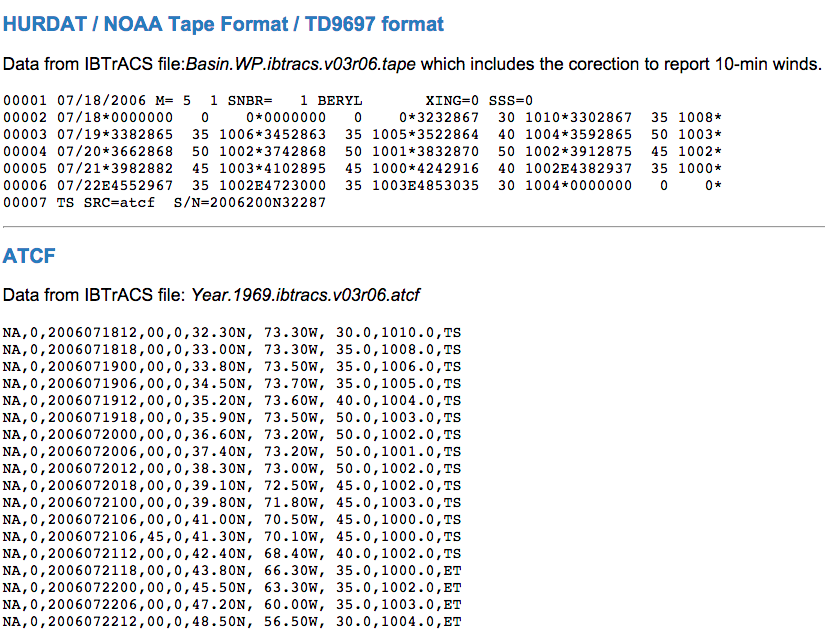 HURDAT / NOAA Tape Format / TD9697 format
Data from IBTrACS file:Basin.WP.ibtracs.v03r06.tape which includes the corection to report 10-min winds.
00001 07/18/2006 M= 5  1 SNBR=   1 BERYL       XING=0 SSS=0
00002 07/18*0000000   0    0*0000000   0    0*3232867  30 1010*3302867  35 1008*
00003 07/19*3382865  35 1006*3452863  35 1005*3522864  40 1004*3592865  50 1003*
00004 07/20*3662868  50 1002*3742868  50 1001*3832870  50 1002*3912875  45 1002*
00005 07/21*3982882  45 1003*4102895  45 1000*4242916  40 1002E4382937  35 1000*
00006 07/22E4552967  35 1002E4723000  35 1003E4853035  30 1004*0000000   0    0*
00007 TS SRC=atcf  S/N=2006200N32287
ATCF
Data from IBTrACS file: Year.1969.ibtracs.v03r06.atcf
NA,0,2006071812,00,0,32.30N, 73.30W, 30.0,1010.0,TS
NA,0,2006071818,00,0,33.00N, 73.30W, 35.0,1008.0,TS
NA,0,2006071900,00,0,33.80N, 73.50W, 35.0,1006.0,TS
NA,0,2006071906,00,0,34.50N, 73.70W, 35.0,1005.0,TS
NA,0,2006071912,00,0,35.20N, 73.60W, 40.0,1004.0,TS
NA,0,2006071918,00,0,35.90N, 73.50W, 50.0,1003.0,TS
NA,0,2006072000,00,0,36.60N, 73.20W, 50.0,1002.0,TS
NA,0,2006072006,00,0,37.40N, 73.20W, 50.0,1001.0,TS
NA,0,2006072012,00,0,38.30N, 73.00W, 50.0,1002.0,TS
NA,0,2006072018,00,0,39.10N, 72.50W, 45.0,1002.0,TS
NA,0,2006072100,00,0,39.80N, 71.80W, 45.0,1003.0,TS
NA,0,2006072106,00,0,41.00N, 70.50W, 45.0,1000.0,TS
NA,0,2006072106,45,0,41.30N, 70.10W, 45.0,1000.0,TS
NA,0,2006072112,00,0,42.40N, 68.40W, 40.0,1002.0,TS
NA,0,2006072118,00,0,43.80N, 66.30W, 35.0,1000.0,ET
NA,0,2006072200,00,0,45.50N, 63.30W, 35.0,1002.0,ET
NA,0,2006072206,00,0,47.20N, 60.00W, 35.0,1003.0,ET
NA,0,2006072212,00,0,48.50N, 56.50W, 30.0,1004.0,ET